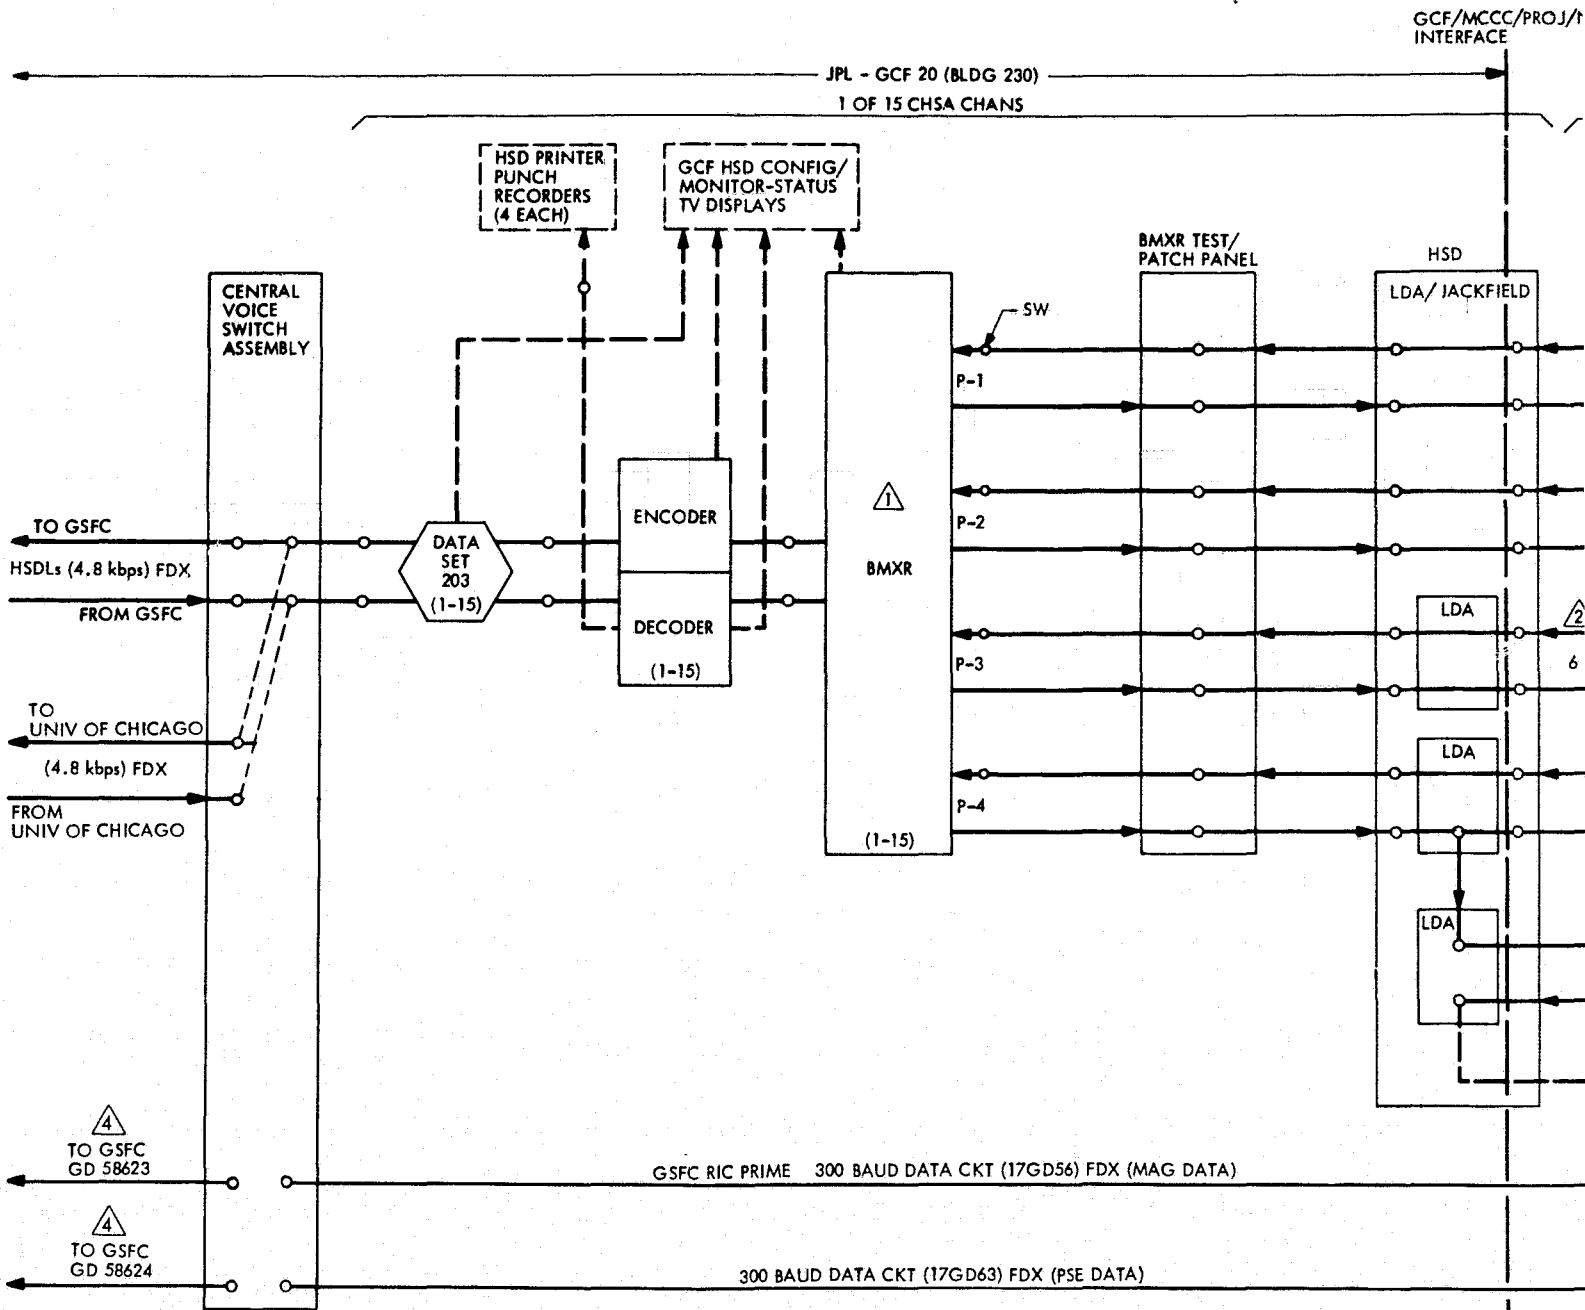 GCF/MCCC/PROJ/
INTERFACE
JPL - GCF 20 (BLDG 230)
1 OF 15 CHSA CHANS
HSD PRINTER
PUNCH
RECORDERS
(4 EACH)
GCF HSD CONFIG/
MONITOR-STATUS
TV DISPLAYS
BMXR TEST/
PATCH PANEL
HSD
LDA/JACKFIELD
CENTRAL
VOICE
SWITCH
ASSEMBLY
SW
P-1
1
P-2
BMXR
ENCODER
DATA
SET
203
(1-15)
DECODER
(1-15)
TO GSFC
HSDLs (4.8 kbps) FDX
FROM GSFC
LDA
2
6
P-3
TO
UNIV OF CHICAGO
(4.8 kbps) FDX
FROM
UNIV OF CHICAGO
LDA
P-4
(1-15)
LDA
4
TO GSFC
GD 58623
GSFC RIC PRIME 300 BAUD DATA CKT (17GD56) FDX (MAG DATA)
4
TO GSFC
GD 58624
300 BAUD DATA CKT (17GD63) FDX (PSE DATA)